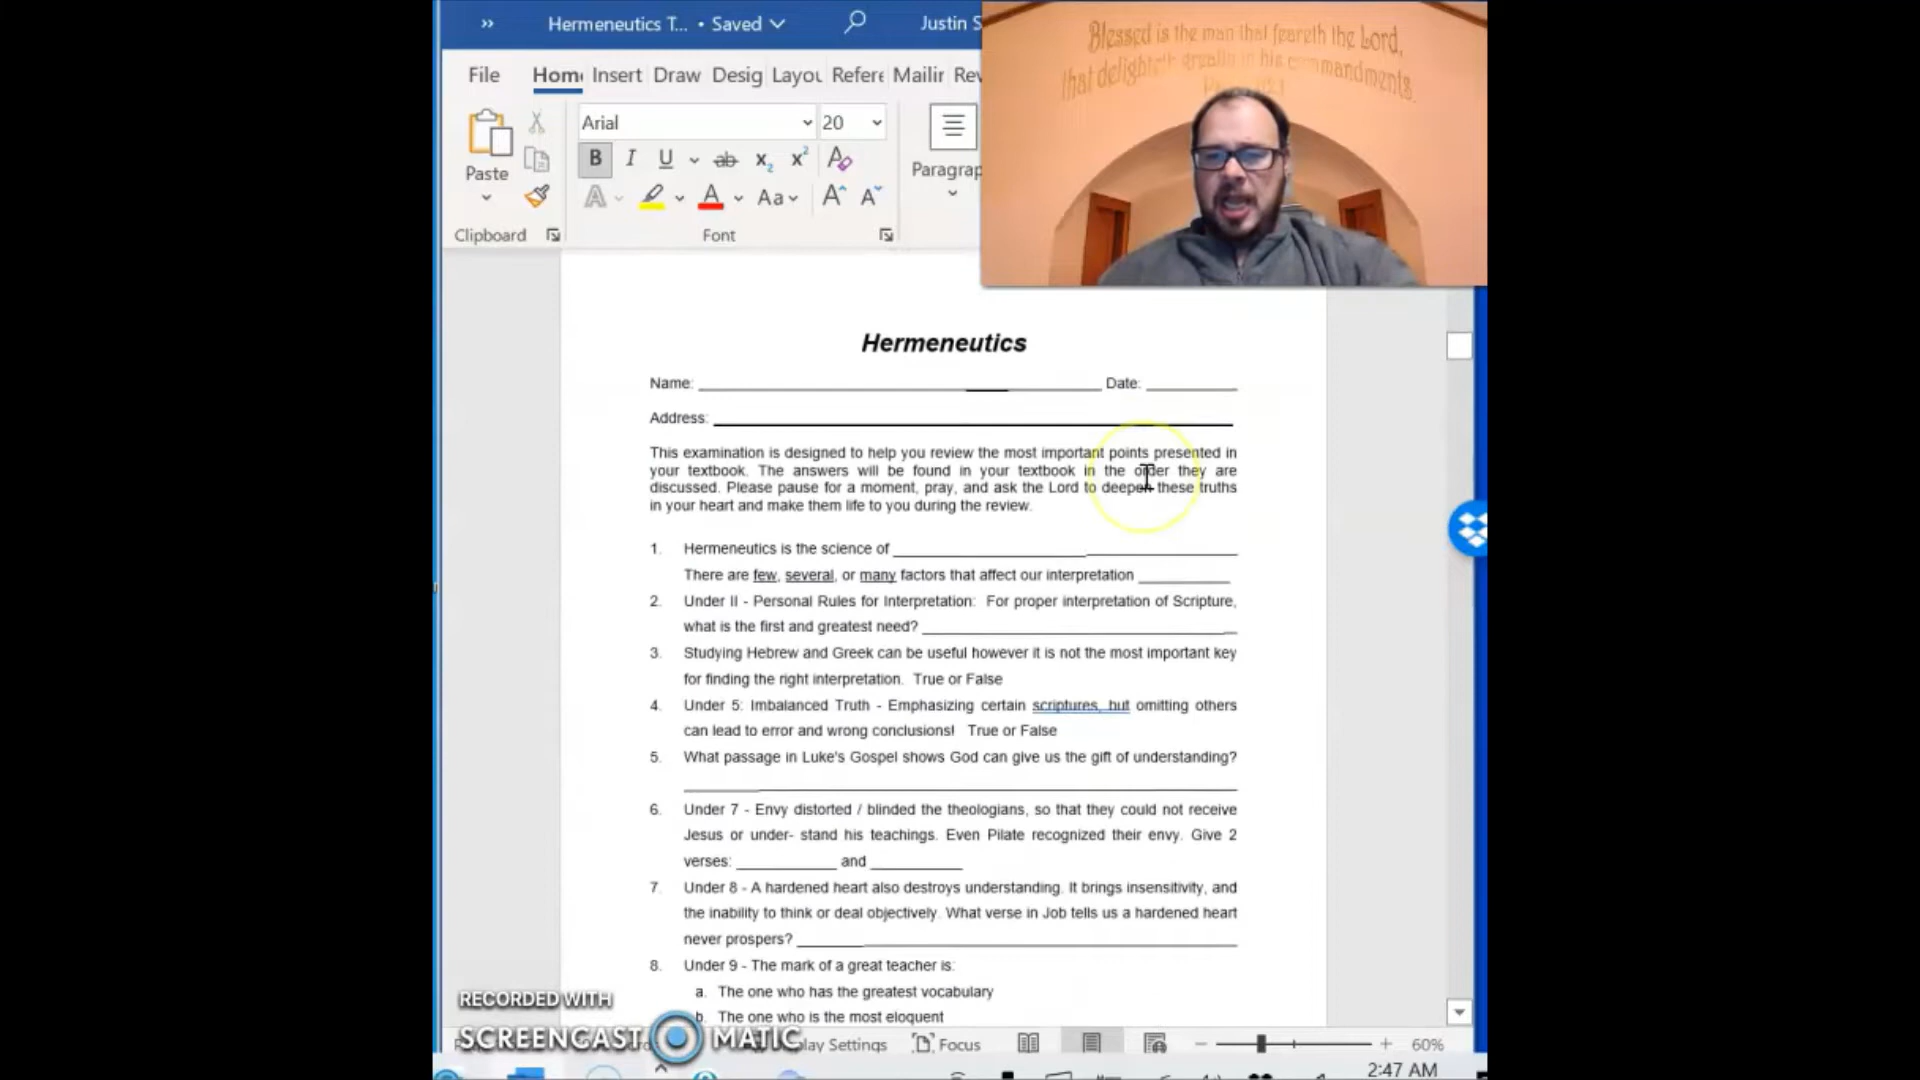 »
Hermeneutics T... • Saved
Justin S
Blessed is the man that feareth the Lord,
that delighteth greatly in his commandments.
File Home Insert Draw Desig Layou Refere Mailir Rev
Arial 20
B I U ab x₂ x² A
Paste
A A Aa A A
Paragrap
Clipboard Font
Hermeneutics
Name: Date:
Address:
This examination is designed to help you review the most important points presented in
your textbook. The answers will be found in your textbook in the order they are
discussed. Please pause for a moment, pray, and ask the Lord to deepen these truths
in your heart and make them life to you during the review.
1. Hermeneutics is the science of
There are few, several, or many factors that affect our interpretation
2. Under II - Personal Rules for Interpretation: For proper interpretation of Scripture,
what is the first and greatest need?
3. Studying Hebrew and Greek can be useful however it is not the most important key
for finding the right interpretation. True or False
4. Under 5: Imbalanced Truth - Emphasizing certain scriptures, but omitting others
can lead to error and wrong conclusions! True or False
5. What passage in Luke's Gospel shows God can give us the gift of understanding?
6. Under 7 - Envy distorted / blinded the theologians, so that they could not receive
Jesus or under- stand his teachings. Even Pilate recognized their envy. Give 2
verses: and
7. Under 8 - A hardened heart also destroys understanding. It brings insensitivity, and
the inability to think or deal objectively. What verse in Job tells us a hardened heart
never prospers?
8. Under 9 - The mark of a great teacher is:
a. The one who has the greatest vocabulary
b. The one who is the most eloquent
RECORDED WITH
SCREENCAST MATIC
Settings Focus 60%
2:47 AM